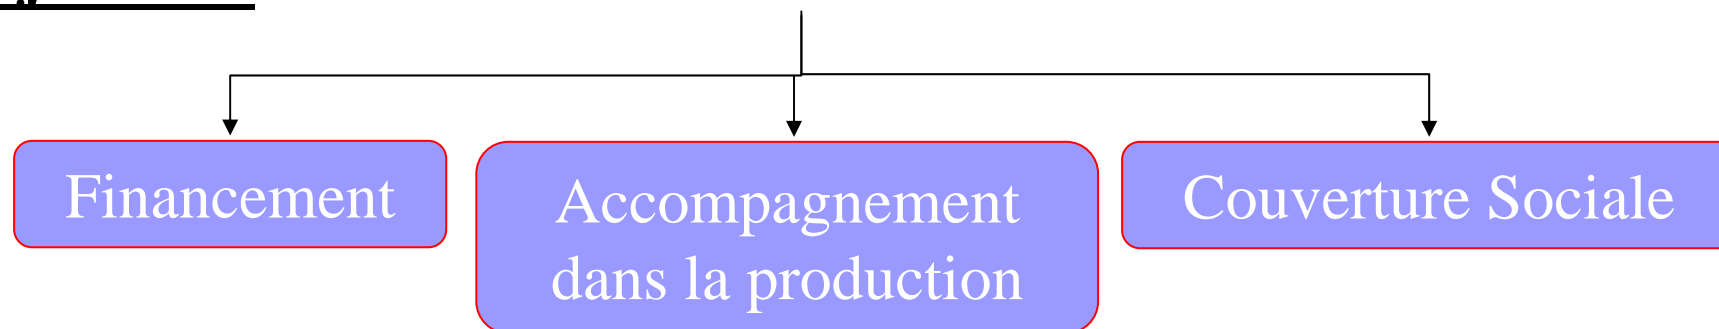 Financement
Accompagnement
dans la production
Couverture Sociale